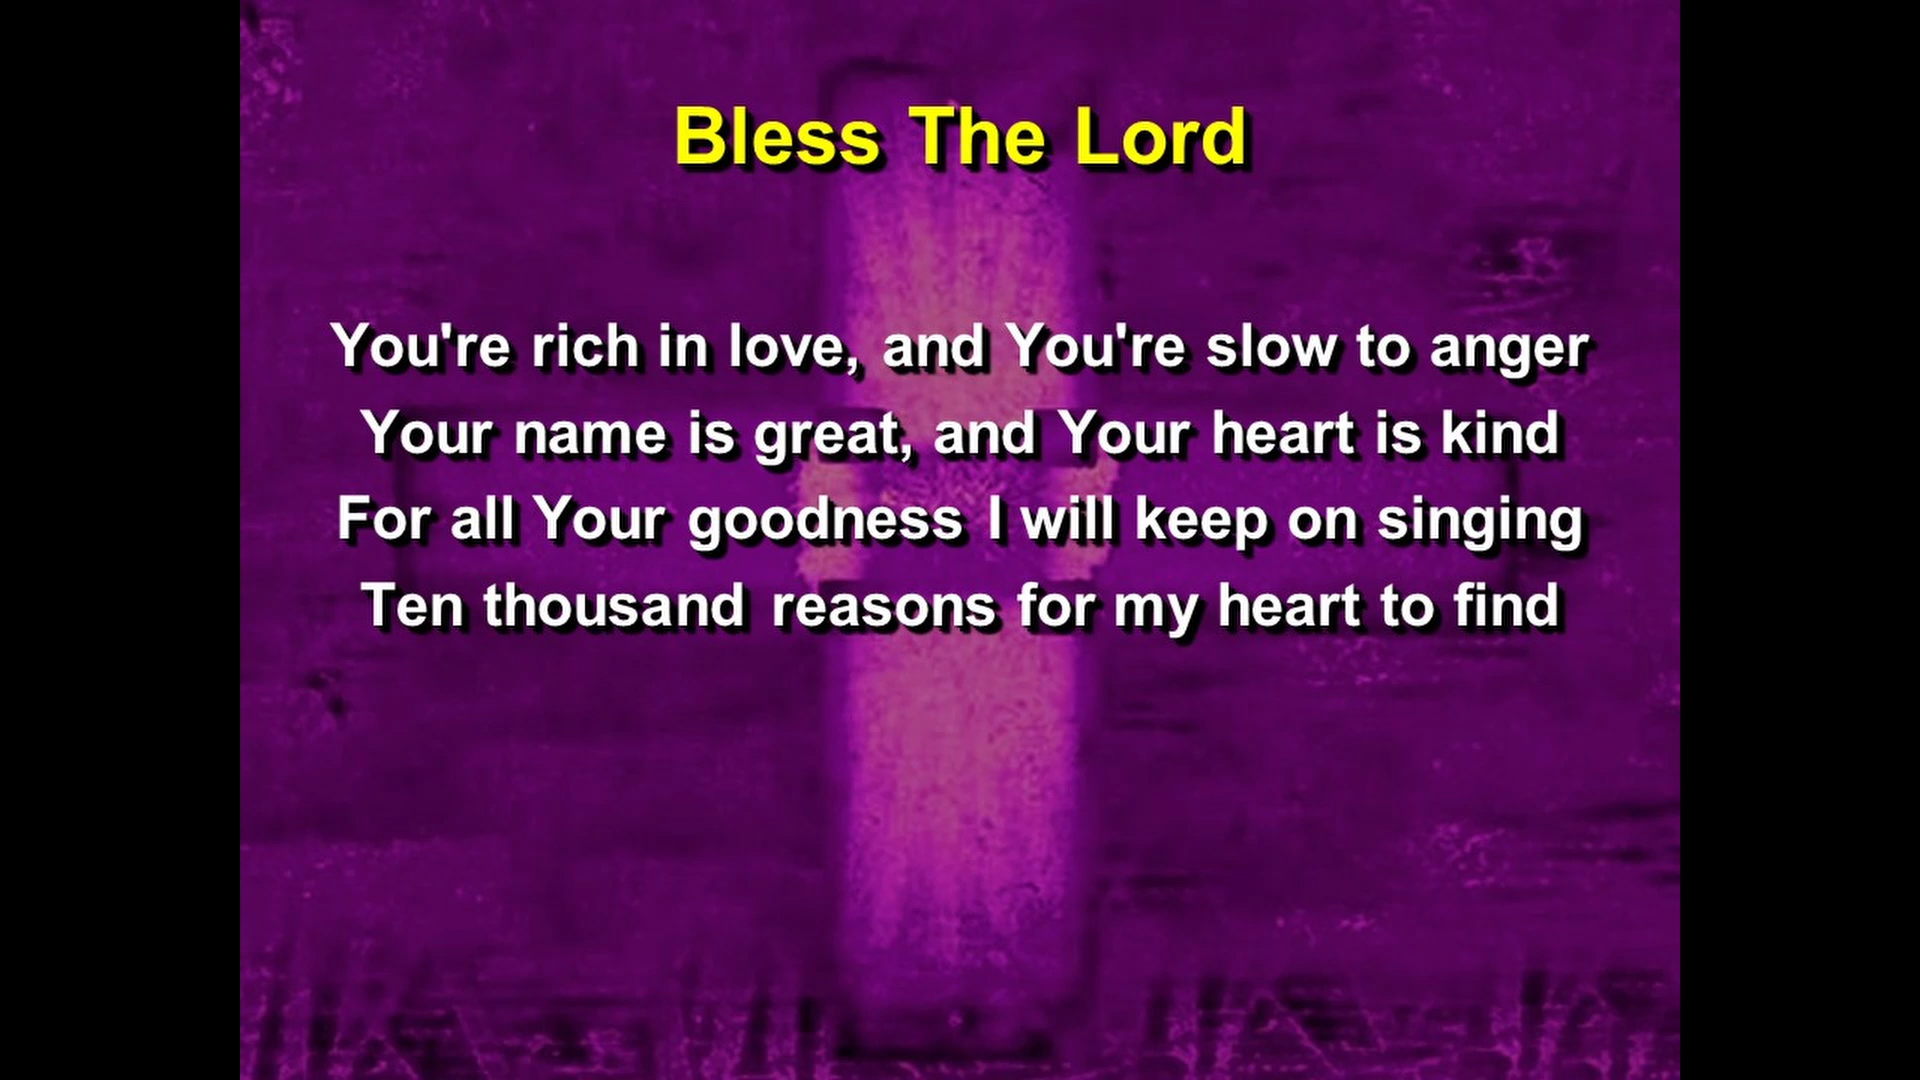 Bless The Lord
You're rich in love, and You're slow to anger
Your name is great, and Your heart is kind
For all Your goodness I will keep on singing
Ten thousand reasons for my heart to find